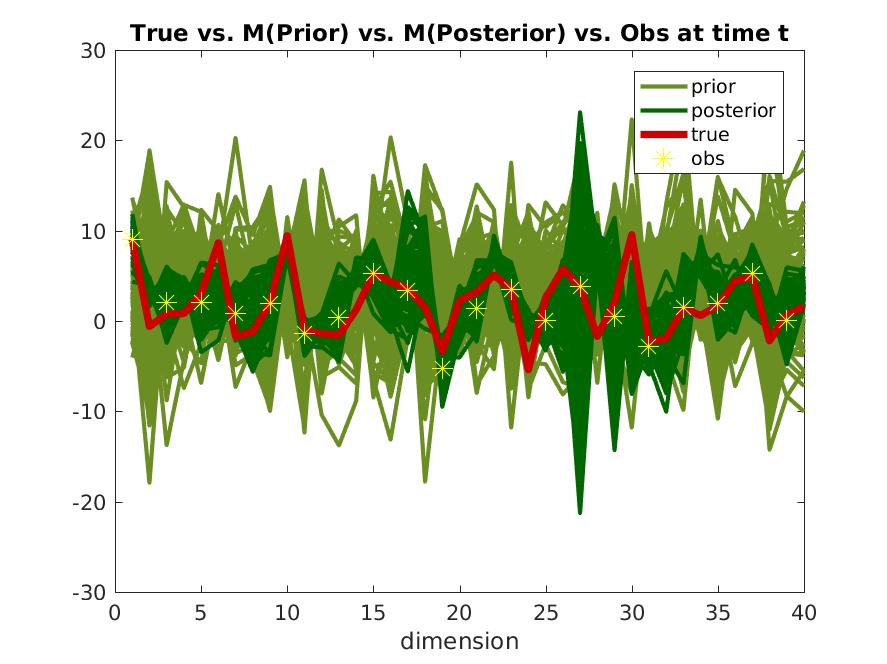 True vs. M(Prior) vs. M(Posterior) vs. Obs at time t
30
20
10
0
-10
-20
-30
prior
posterior
true
obs
0 5 10 15 20 25 30 35 40
dimension